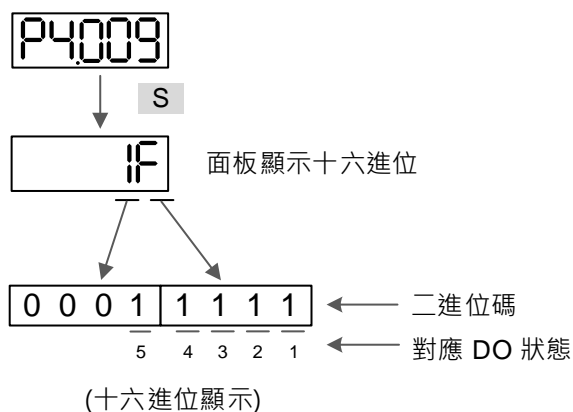 P4.009
S
1F
面板顯示十六進位
0 0 0 1 1 1 1 1
二進位碼
5 4 3 2 1
對應 DO 狀態
(十六進位顯示)